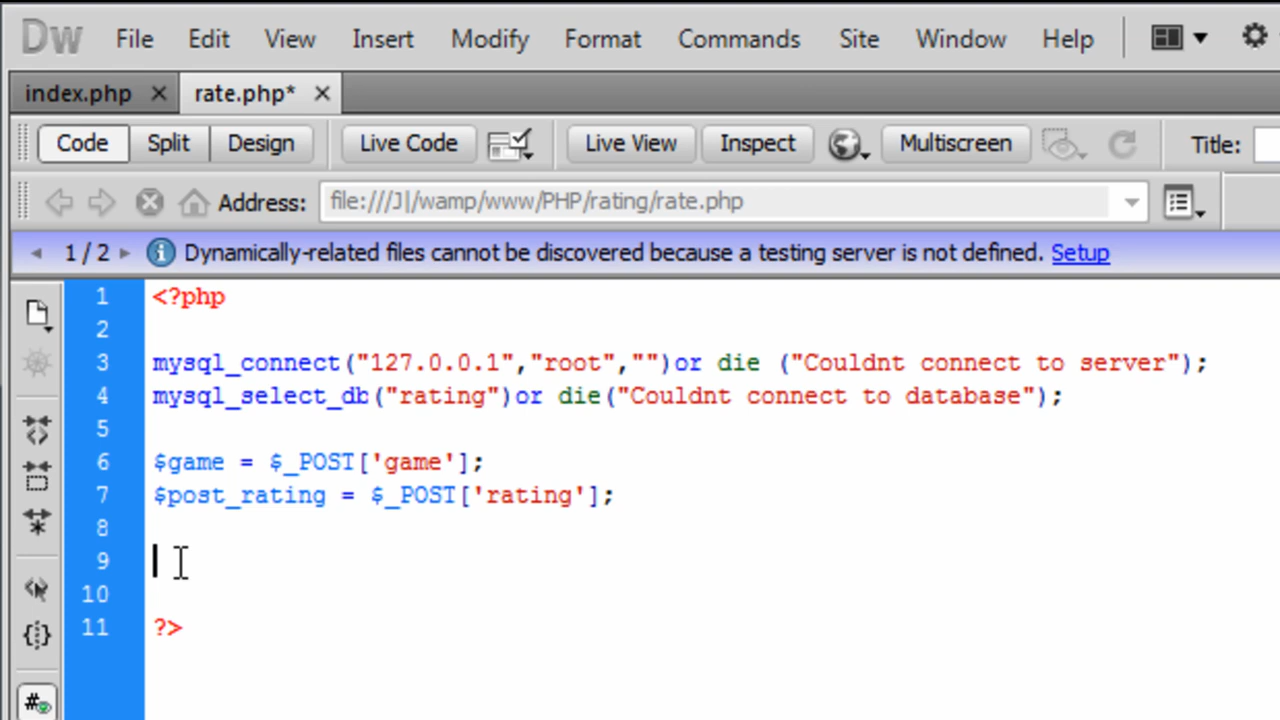 Dw File Edit View Insert Modify Format Commands Site Window Help
index.php rate.php*
Code Split Design Live Code Live View Inspect Multiscreen Title:
Address: file:///J|/wamp/www/PHP/rating/rate.php
1 / 2 Dynamically-related files cannot be discovered because a testing server is not defined. Setup
1 <?php
2
3 mysql_connect("127.0.0.1","root","")or die ("Couldnt connect to server");
4 mysql_select_db("rating")or die("Couldnt connect to database");
5
6 $game = $_POST['game'];
7 $post_rating = $_POST['rating'];
8
9
10
11 ?>